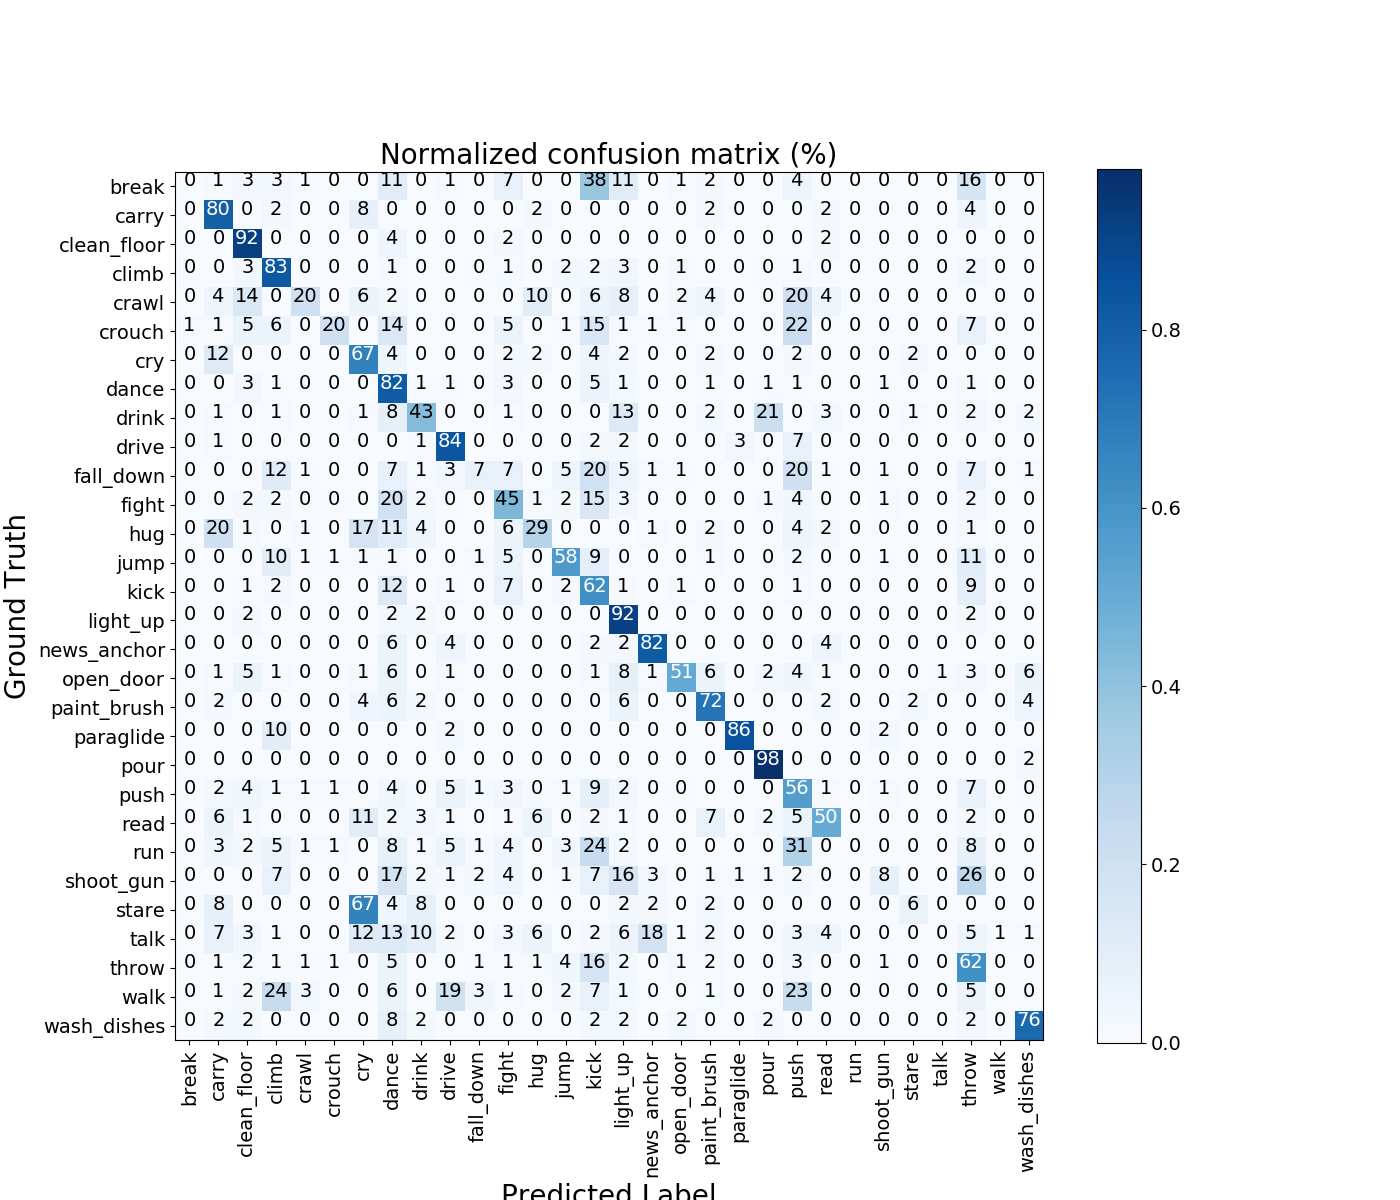 Normalized confusion matrix (%)
break 0 1 3 3 1 0 0 11 0 1 0 7 0 0 38 11 0 1 2 0 0 4 0 0 0 0 0 16 0 0
carry 0 80 0 2 0 0 8 0 0 0 0 0 2 0 0 0 0 0 2 0 0 0 2 0 0 0 0 4 0 0
clean_floor 0 0 92 0 0 0 0 4 0 0 0 2 0 0 0 0 0 0 0 0 0 0 2 0 0 0 0 0 0 0
climb 0 0 3 83 0 0 0 1 0 0 0 1 0 2 2 3 0 1 0 0 0 1 0 0 0 0 0 2 0 0
crawl 0 4 14 0 20 0 6 2 0 0 0 0 10 0 6 8 0 2 4 0 0 20 4 0 0 0 0 0 0 0
crouch 1 1 5 6 0 20 0 14 0 0 0 5 0 1 15 1 1 1 0 0 0 22 0 0 0 0 0 7 0 0
cry 0 12 0 0 0 0 67 4 0 0 0 2 2 0 4 2 0 0 2 0 0 2 0 0 0 2 0 0 0 0
dance 0 0 3 1 0 0 0 82 1 1 0 3 0 0 5 1 0 0 1 0 1 1 0 0 1 0 0 1 0 0
drink 0 1 0 1 0 0 1 8 43 0 0 1 0 0 0 13 0 0 2 0 21 0 3 0 0 1 0 2 0 2
drive 0 1 0 0 0 0 0 0 1 84 0 0 0 0 2 2 0 0 0 3 0 7 0 0 0 0 0 0 0 0
fall_down 0 0 0 12 1 0 0 7 1 3 7 7 0 5 20 5 1 1 0 0 0 20 1 0 1 0 0 7 0 1
fight 0 0 2 2 0 0 0 20 2 0 0 45 1 2 15 3 0 0 0 0 1 4 0 0 1 0 0 2 0 0
hug 0 20 1 0 1 0 17 11 4 0 0 6 29 0 0 0 1 0 2 0 0 4 2 0 0 0 0 1 0 0
jump 0 0 0 10 1 1 1 1 0 0 1 5 0 58 9 0 0 0 1 0 0 2 0 0 1 0 0 11 0 0
kick 0 0 1 2 0 0 0 12 0 1 0 7 0 2 62 1 0 1 0 0 0 1 0 0 0 0 0 9 0 0
light_up 0 0 2 0 0 0 0 2 2 0 0 0 0 0 0 92 0 0 0 0 0 0 0 0 0 0 0 2 0 0
news_anchor 0 0 0 0 0 0 0 6 0 4 0 0 0 0 2 2 82 0 0 0 0 0 4 0 0 0 0 0 0 0
open_door 0 1 5 1 0 0 1 6 0 1 0 0 0 0 1 8 1 51 6 0 2 4 1 0 0 0 1 3 0 6
paint_brush 0 2 0 0 0 0 4 6 2 0 0 0 0 0 0 6 0 0 72 0 0 0 2 0 0 2 0 0 0 4
paraglide 0 0 0 10 0 0 0 0 0 2 0 0 0 0 0 0 0 0 0 86 0 0 0 0 2 0 0 0 0 0
pour 0 0 0 0 0 0 0 0 0 0 0 0 0 0 0 0 0 0 0 0 98 0 0 0 0 0 0 0 0 2
push 0 2 4 1 1 1 0 4 0 5 1 3 0 1 9 2 0 0 0 0 0 56 1 0 1 0 0 7 0 0
read 0 6 1 0 0 0 11 2 3 1 0 1 6 0 2 1 0 0 7 0 2 5 50 0 0 0 0 2 0 0
run 0 3 2 5 1 1 0 8 1 5 1 4 0 3 24 2 0 0 0 0 0 31 0 0 0 0 0 8 0 0
shoot_gun 0 0 0 7 0 0 0 17 2 1 2 4 0 1 7 16 3 0 1 1 1 2 0 0 8 0 0 26 0 0
stare 0 8 0 0 0 0 67 4 8 0 0 0 0 0 0 2 2 0 2 0 0 0 0 0 0 6 0 0 0 0
talk 0 7 3 1 0 0 12 13 10 2 0 3 6 0 2 6 18 1 2 0 0 3 4 0 0 0 0 5 1 1
throw 0 1 2 1 1 1 0 5 0 0 1 1 1 4 16 2 0 1 2 0 0 3 0 0 1 0 0 62 0 0
walk 0 1 2 24 3 0 0 6 0 19 3 1 0 2 7 1 0 0 1 0 0 23 0 0 0 0 0 5 0 0
wash_dishes 0 2 2 0 0 0 0 8 2 0 0 0 0 0 2 2 0 2 0 0 2 0 0 0 0 0 0 2 0 76
break carry clean_floor climb crawl crouch cry dance drink drive fall_down fight hug jump kick light_up news_anchor open_door paint_brush paraglide pour push read run shoot_gun stare talk throw walk wash_dishes
Ground Truth
Predicted Label
0.8
0.6
0.4
0.2
0.0